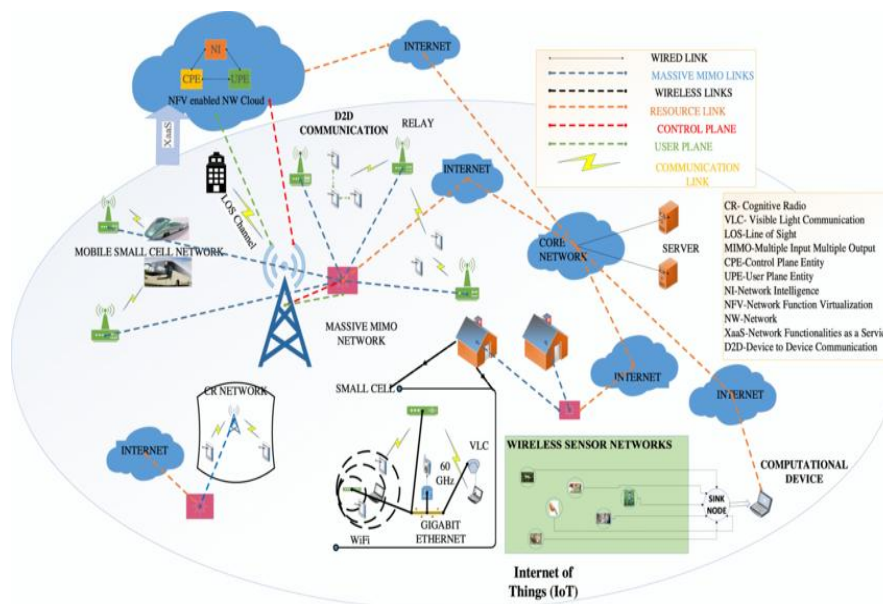 INTERNET
NI
CPE
UPE
NFV enabled NW Cloud
XaaS
D2D
COMMUNICATION
RELAY
INTERNET
LOS Channel
MOBILE SMALL CELL NETWORK
MASSIVE MIMO
NETWORK
CORE
NETWORK
SERVER
WIRED LINK
MASSIVE MIMO LINKS
WIRELESS LINKS
RESOURCE LINK
CONTROL PLANE
USER PLANE
COMMUNICATION
LINK
CR- Cognitive Radio
VLC- Visible Light Communication
LOS-Line of Sight
MIMO-Multiple Input Multiple Output
CPE-Control Plane Entity
UPE-User Plane Entity
NI-Network Intelligence
NFV-Network Function Virtualization
NW-Network
XaaS-Network Functionalities as a Servic
D2D-Device to Device Communication
SMALL CELL
INTERNET
INTERNET
CR NETWORK
INTERNET
VLC
60
GHz
WiFi
GIGABIT
ETHERNET
WIRELESS SENSOR NETWORKS
SINK
NODE
COMPUTATIONAL
DEVICE
Internet of
Things (IoT)